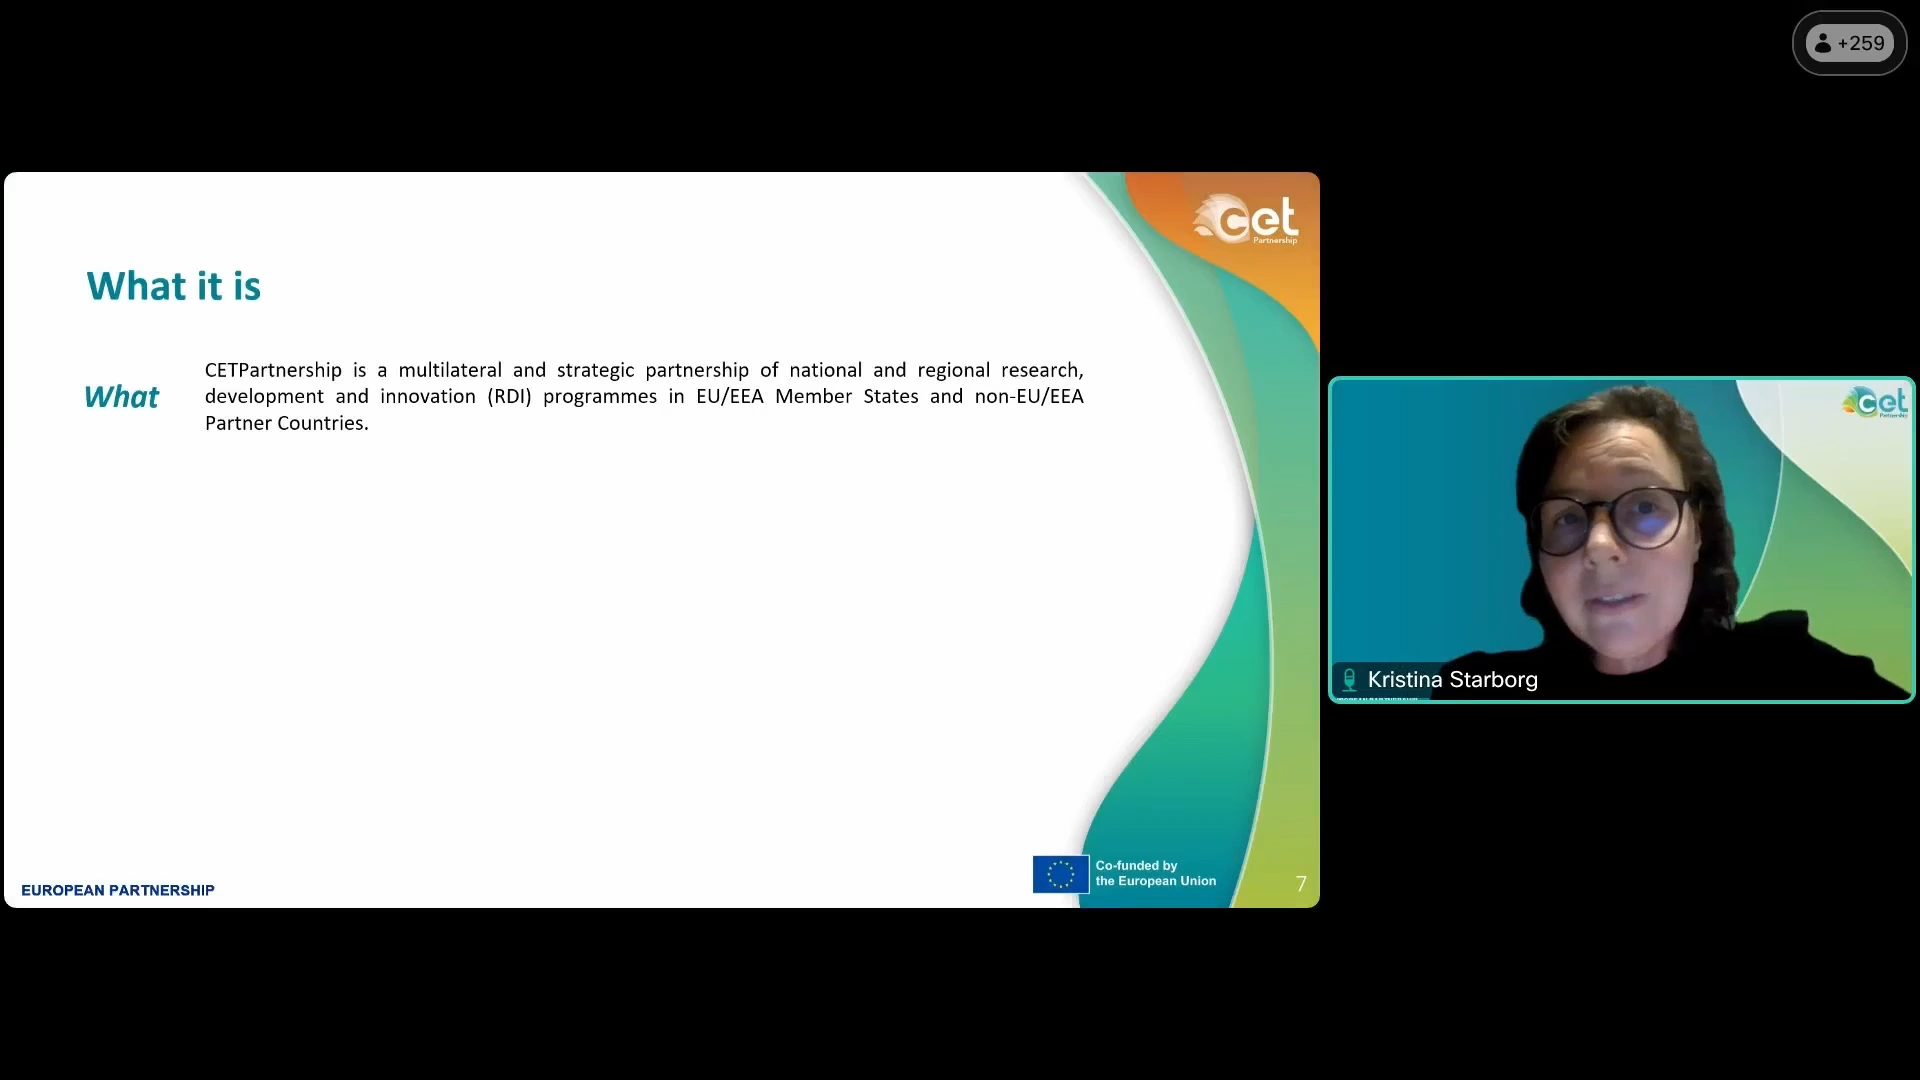 +259
cet
Partnership
What it is
What
CETPartnership is a multilateral and strategic partnership of national and regional research,
development and innovation (RDI) programmes in EU/EEA Member States and non-EU/EEA
Partner Countries.
cet
Partnership
Kristina Starborg
Co-funded by
the European Union
EUROPEAN PARTNERSHIP
7